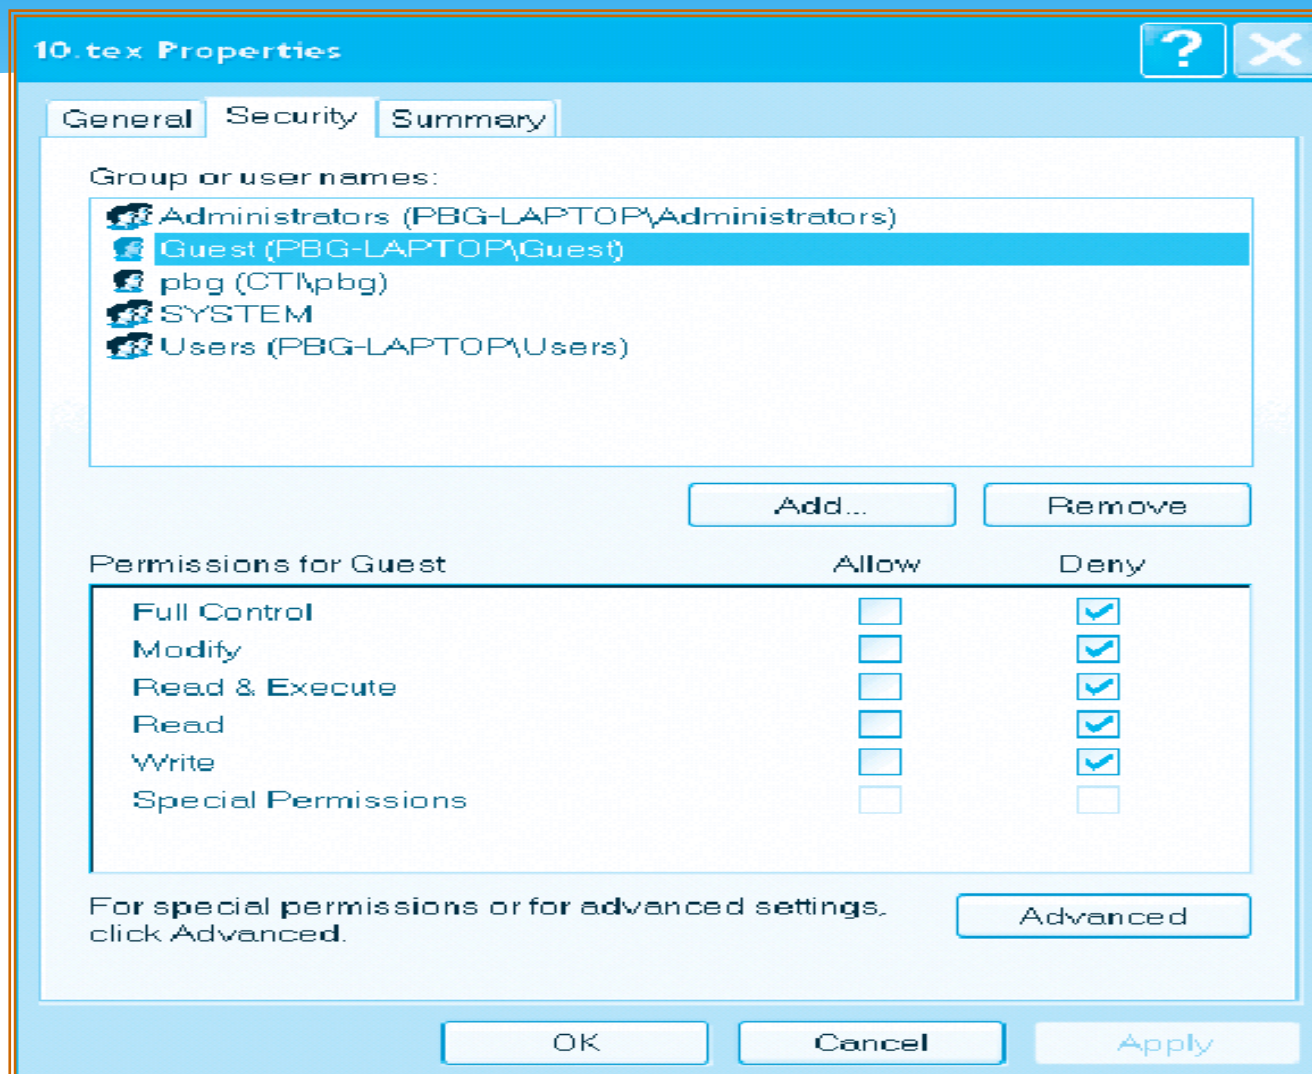 10.tex Properties
?
General Security Summary
Group or user names:
Administrators (PBG-LAPTOP\Administrators)
Guest (PBG-LAPTOP\Guest)
pbg (CTI\pbg)
SYSTEM
Users (PBG-LAPTOP\Users)
Add... Remove
Permissions for Guest Allow Deny
Full Control
Modify
Read & Execute
Read
Write
Special Permissions
For special permissions or for advanced settings,
click Advanced.
Advanced
OK Cancel Apply